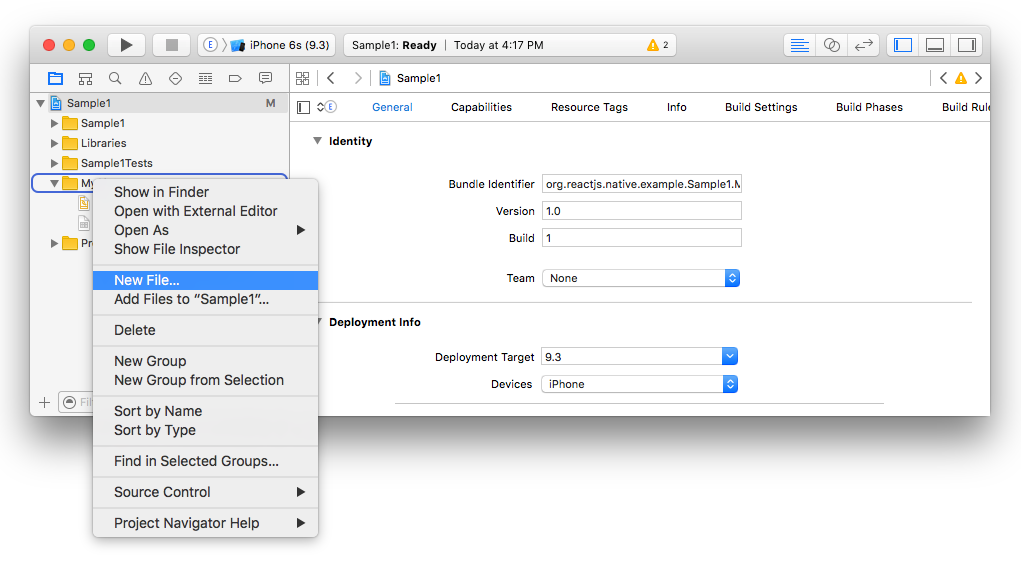 E iPhone 6s (9.3)
Sample1: Ready | Today at 4:17 PM
2
Sample1
Sample1 M
Sample1
Libraries
Sample1Tests
My
Pr
E General Capabilities Resource Tags Info Build Settings Build Phases Build Rule
Identity
Bundle Identifier org.reactjs.native.example.Sample1.M
Version 1.0
Build 1
Team None
Deployment Info
Deployment Target 9.3
Devices iPhone
Show in Finder
Open with External Editor
Open As
Show File Inspector
New File...
Add Files to “Sample1”...
Delete
New Group
New Group from Selection
Sort by Name
Sort by Type
Find in Selected Groups...
Source Control
Project Navigator Help